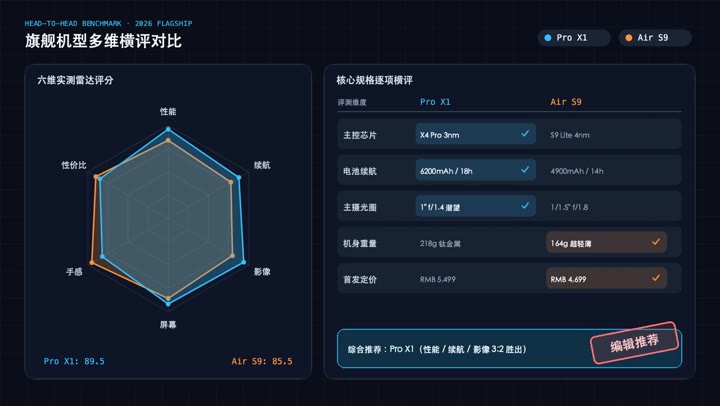 HEAD-TO-HEAD BENCHMARK · 2026 FLAGSHIP
旗舰机型多维横评对比
Pro X1
Air S9
六维实测雷达评分
性能
续航
影像
屏幕
手感
性价比
Pro X1: 89.5
Air S9: 85.5
核心规格逐项横评
评测维度 Pro X1 Air S9
主控芯片 X4 Pro 3nm S9 Lite 4nm
电池续航 6200mAh / 18h 4900mAh / 14h
主摄光圈 1" f/1.4 潜望 1/1.5" f/1.8
机身重量 218g 钛金属 164g 超轻薄
首发定价 RMB 5,499 RMB 4,699
综合推荐：Pro X1（性能 / 续航 / 影像 3:2 胜出）
编辑推荐